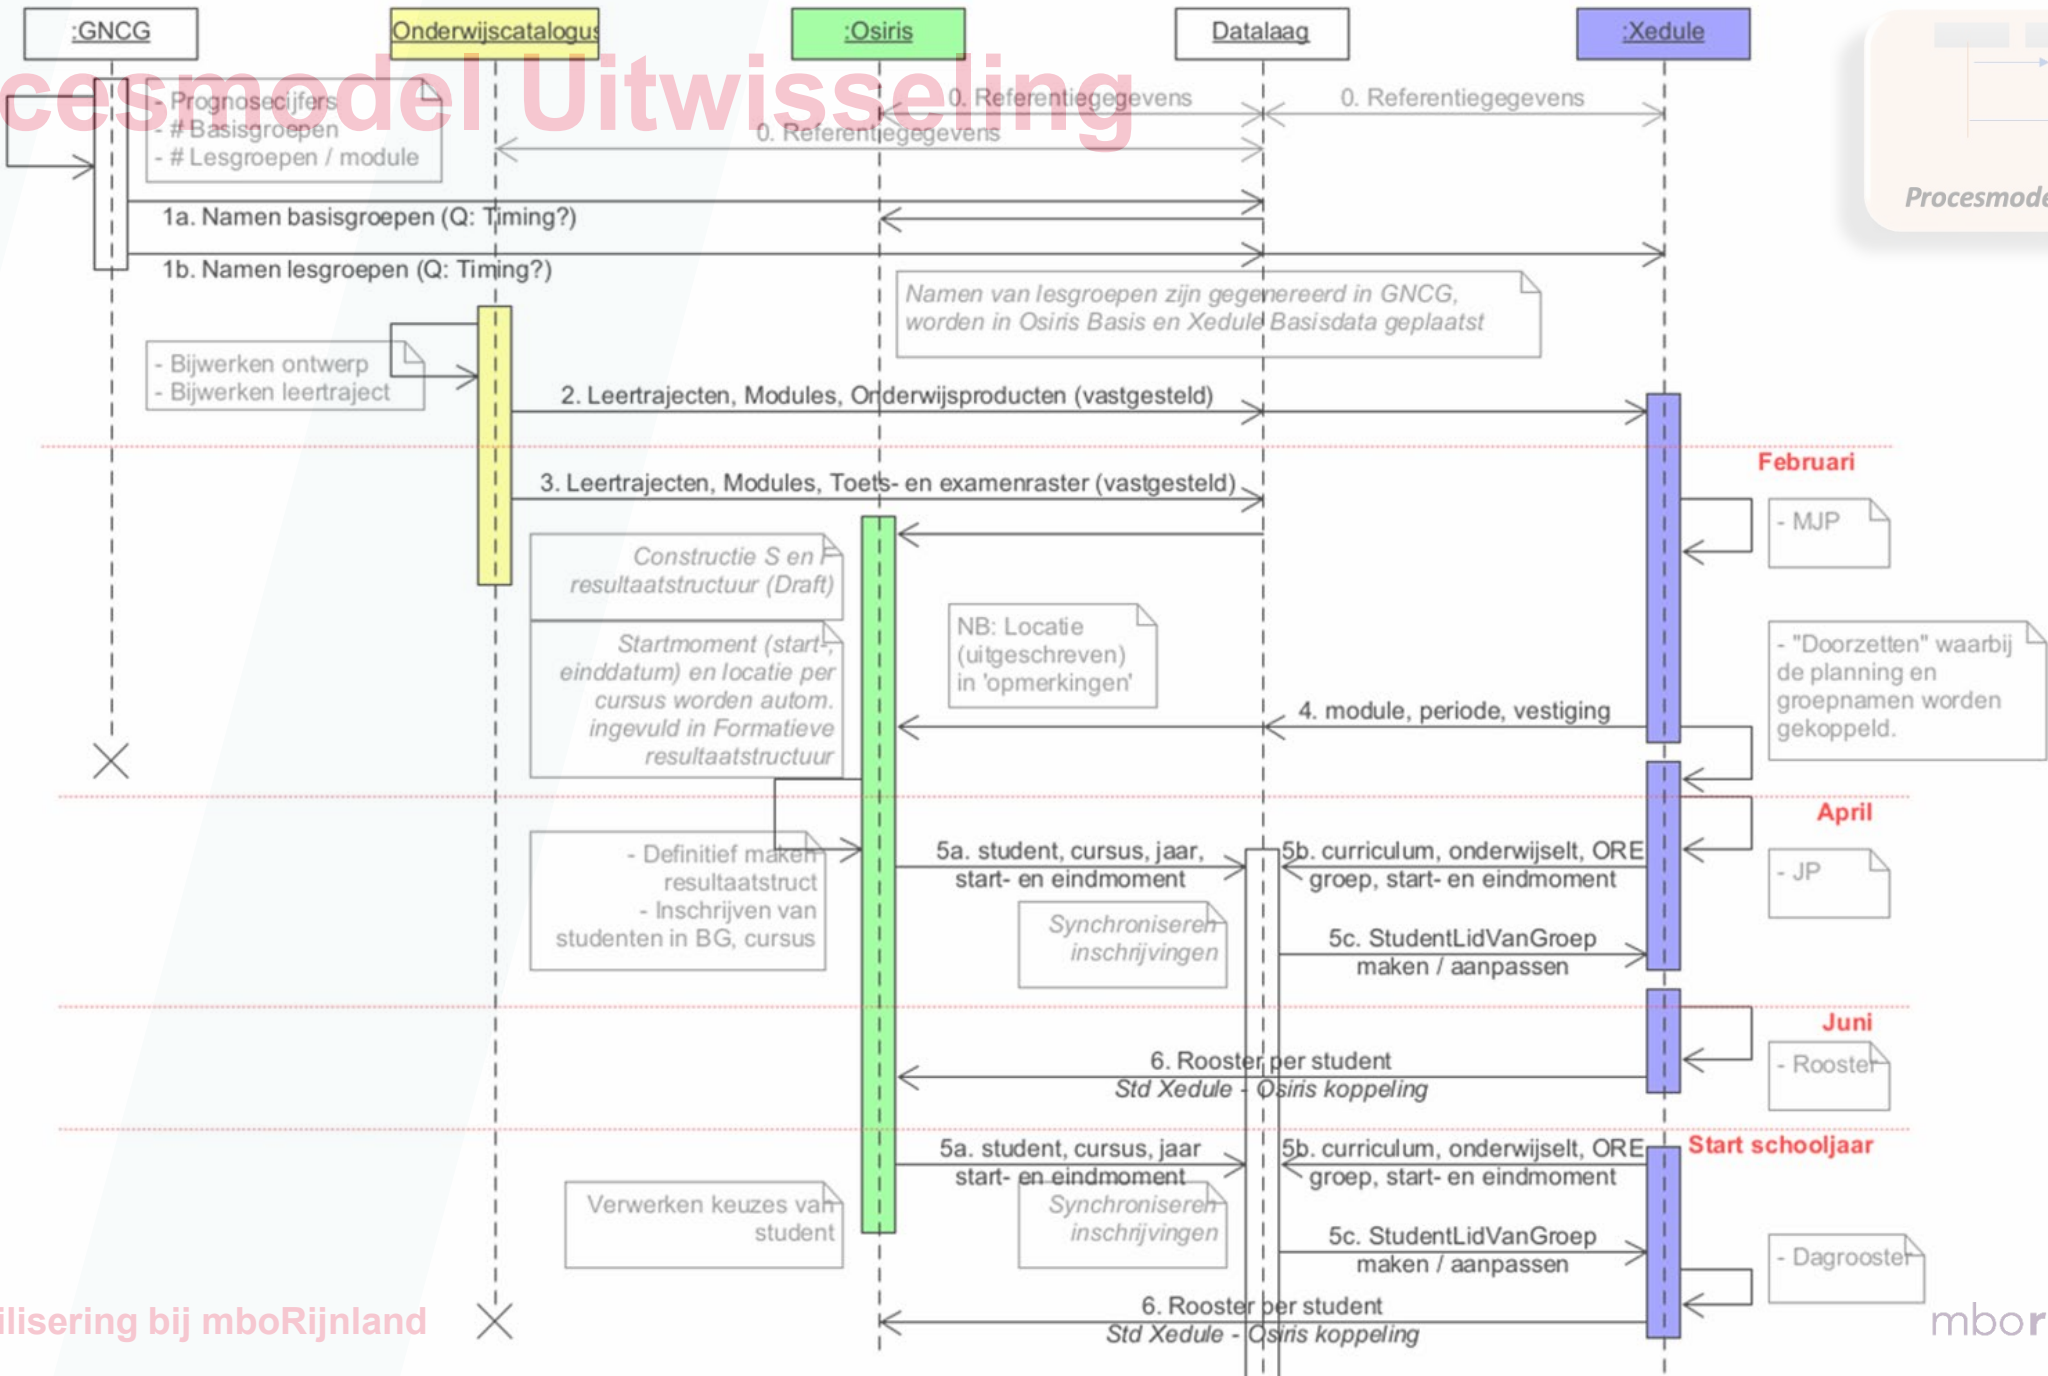 :GNCG
Onderwijscatalogus
:Osiris
Datalaag
:Xedule
cesmodel Uitwisseling
- Prognosecijfers
- # Basisgroepen
- # Lesgroepen / module
0. Referentiegegevens
0. Referentiegegevens
0. Referentiegegevens
Procesmode
1a. Namen basisgroepen (Q: Timing?)
1b. Namen lesgroepen (Q: Timing?)
Namen van lesgroepen zijn gegenereerd in GNCG,
worden in Osiris Basis en Xedule Basisdata geplaatst
- Bijwerken ontwerp
- Bijwerken leertraject
2. Leertrajecten, Modules, Onderwijsproducten (vastgesteld)
Februari
3. Leertrajecten, Modules, Toets- en examenraster (vastgesteld)
- MJP
Constructie S en F
resultaatstructuur (Draft)
Startmoment (start-,
einddatum) en locatie per
cursus worden autom.
ingevuld in Formatieve
resultaatstructuur
NB: Locatie
(uitgeschreven)
in 'opmerkingen'
- "Doorzetten" waarbij
de planning en
groepnamen worden
gekoppeld.
4. module, periode, vestiging
April
- Definitief maken
resultaatstruct
- Inschrijven van
studenten in BG, cursus
5a. student, cursus, jaar,
start- en eindmoment
5b. curriculum, onderwijselt, ORE
groep, start- en eindmoment
- JP
Synchroniseren
inschrijvingen
5c. StudentLidVanGroep
maken / aanpassen
Juni
6. Rooster per student
Std Xedule - Osiris koppeling
- Rooster
Start schooljaar
5a. student, cursus, jaar
start- en eindmoment
5b. curriculum, onderwijselt, ORE
groep, start- en eindmoment
Verwerken keuzes van
student
Synchroniseren
inschrijvingen
5c. StudentLidVanGroep
maken / aanpassen
- Dagrooster
6. Rooster per student
Std Xedule - Osiris koppeling
ilisering bij mboRijnland
mbor